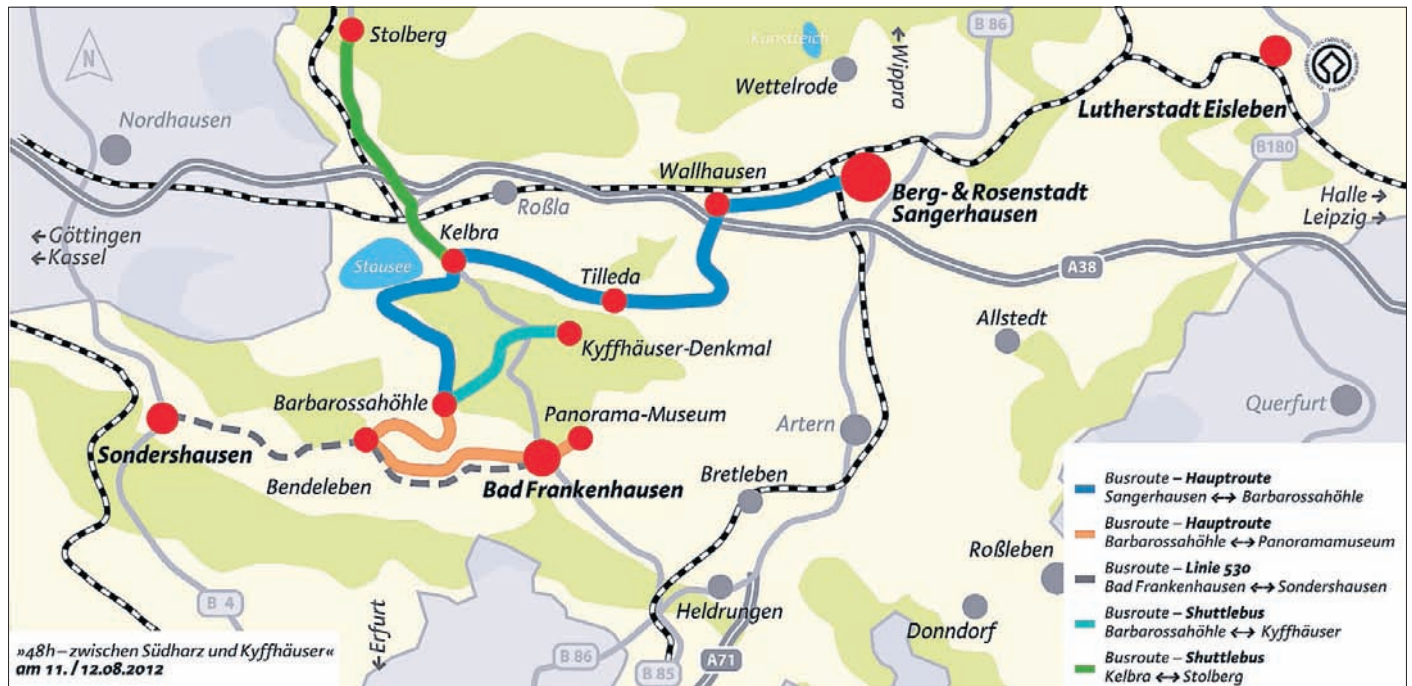 Stolberg
N
Kunstteich
Wettelrode
←Wippra
B 86
Lutherstadt Eisleben
Nordhausen
B180
Wallhausen
Roßla
Berg- & Rosenstadt
Sangerhausen
Halle→
Leipzig→
←Göttingen
←Kassel
Kelbra
Stausee
Tilleda
A38
Allstedt
Kyffhäuser-Denkmal
Barbarossahöhle
Panorama-Museum
Artern
Querfurt
Sondershausen
Bendeleben
Bad Frankenhausen
Bretleben
Roßleben
Heldrungen
Donndorf
B 4
←Erfurt
B 86
B 85
A71
Busroute – Hauptroute
Sangerhausen ↔ Barbarossahöhle
Busroute – Hauptroute
Barbarossahöhle ↔ Panoramamuseum
Busroute – Linie 530
Bad Frankenhausen ↔ Sondershausen
Busroute – Shuttlebus
Barbarossahöhle ↔ Kyffhäuser
Busroute – Shuttlebus
Kelbra ↔ Stolberg
»48h – zwischen Südharz und Kyffhäuser«
am 11. / 12.08.2012